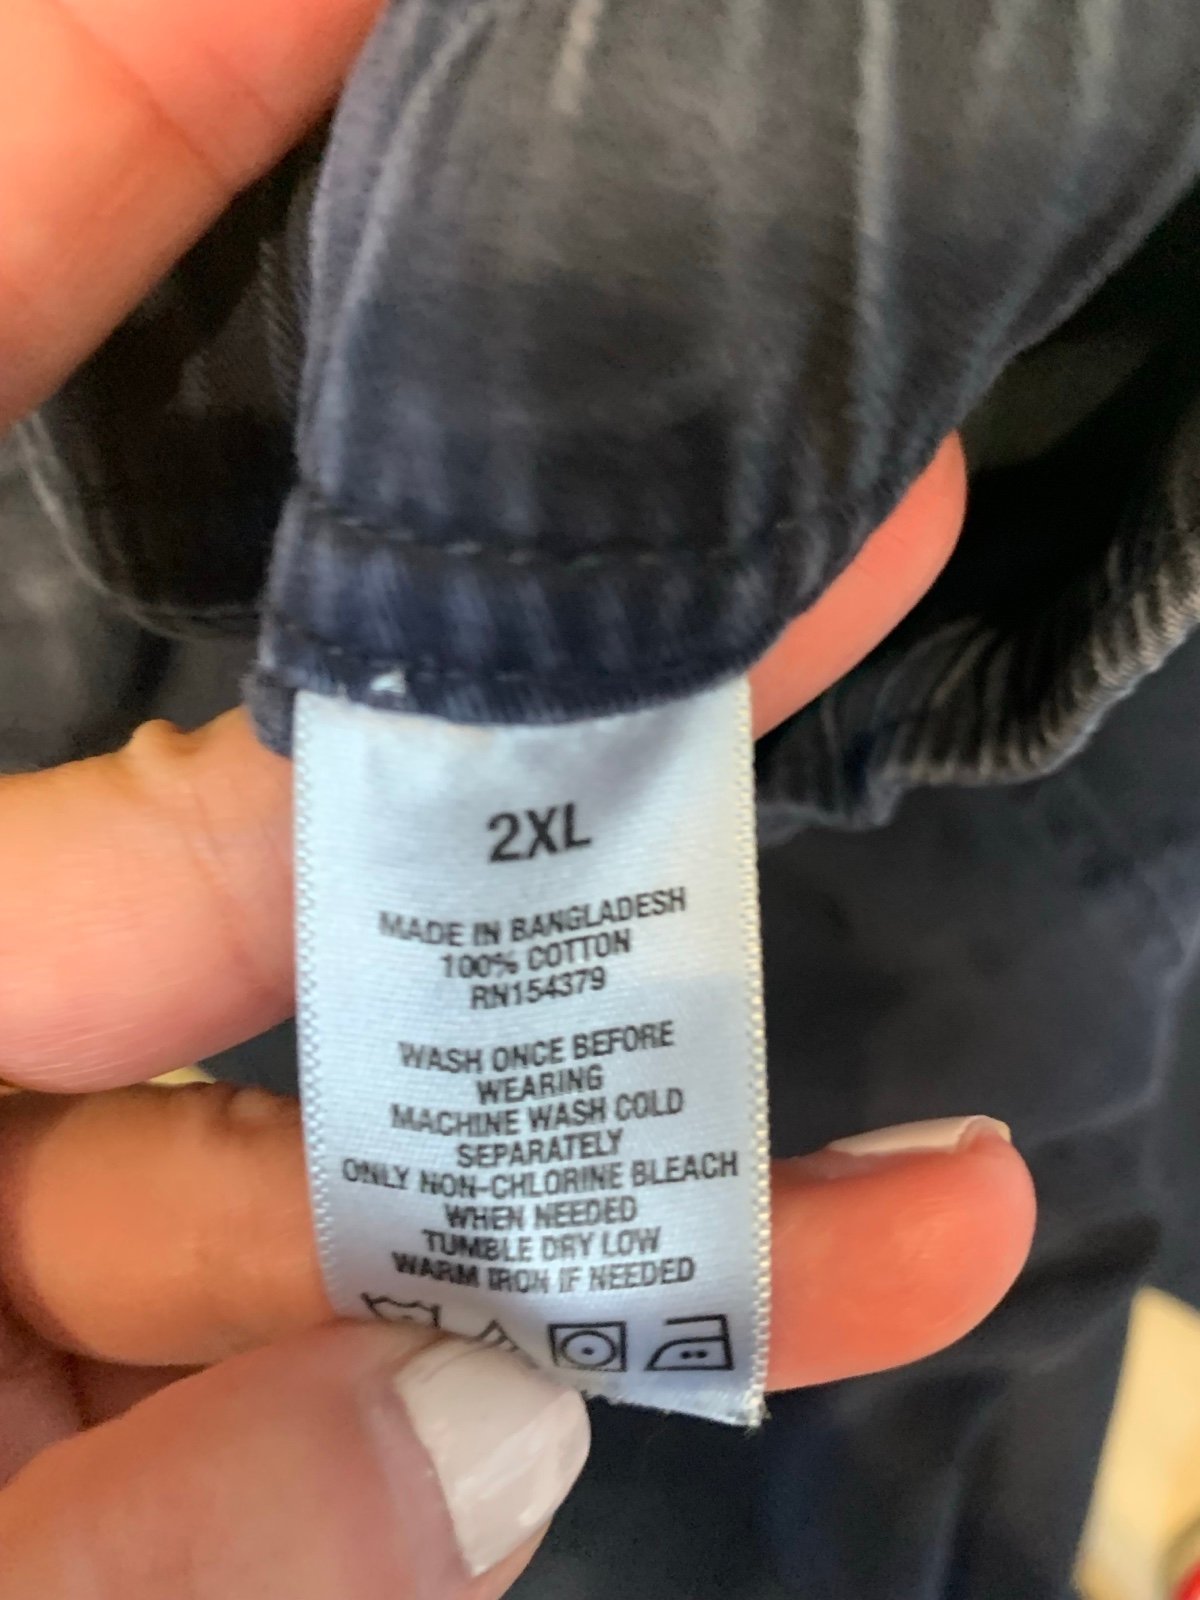 2XL
MADE IN BANGLADESH
100% COTTON
RN154379
WASH ONCE BEFORE
WEARING
MACHINE WASH COLD
SEPARATELY
ONLY NON-CHLORINE BLEACH
WHEN NEEDED
TUMBLE DRY LOW
WARM IRON IF NEEDED